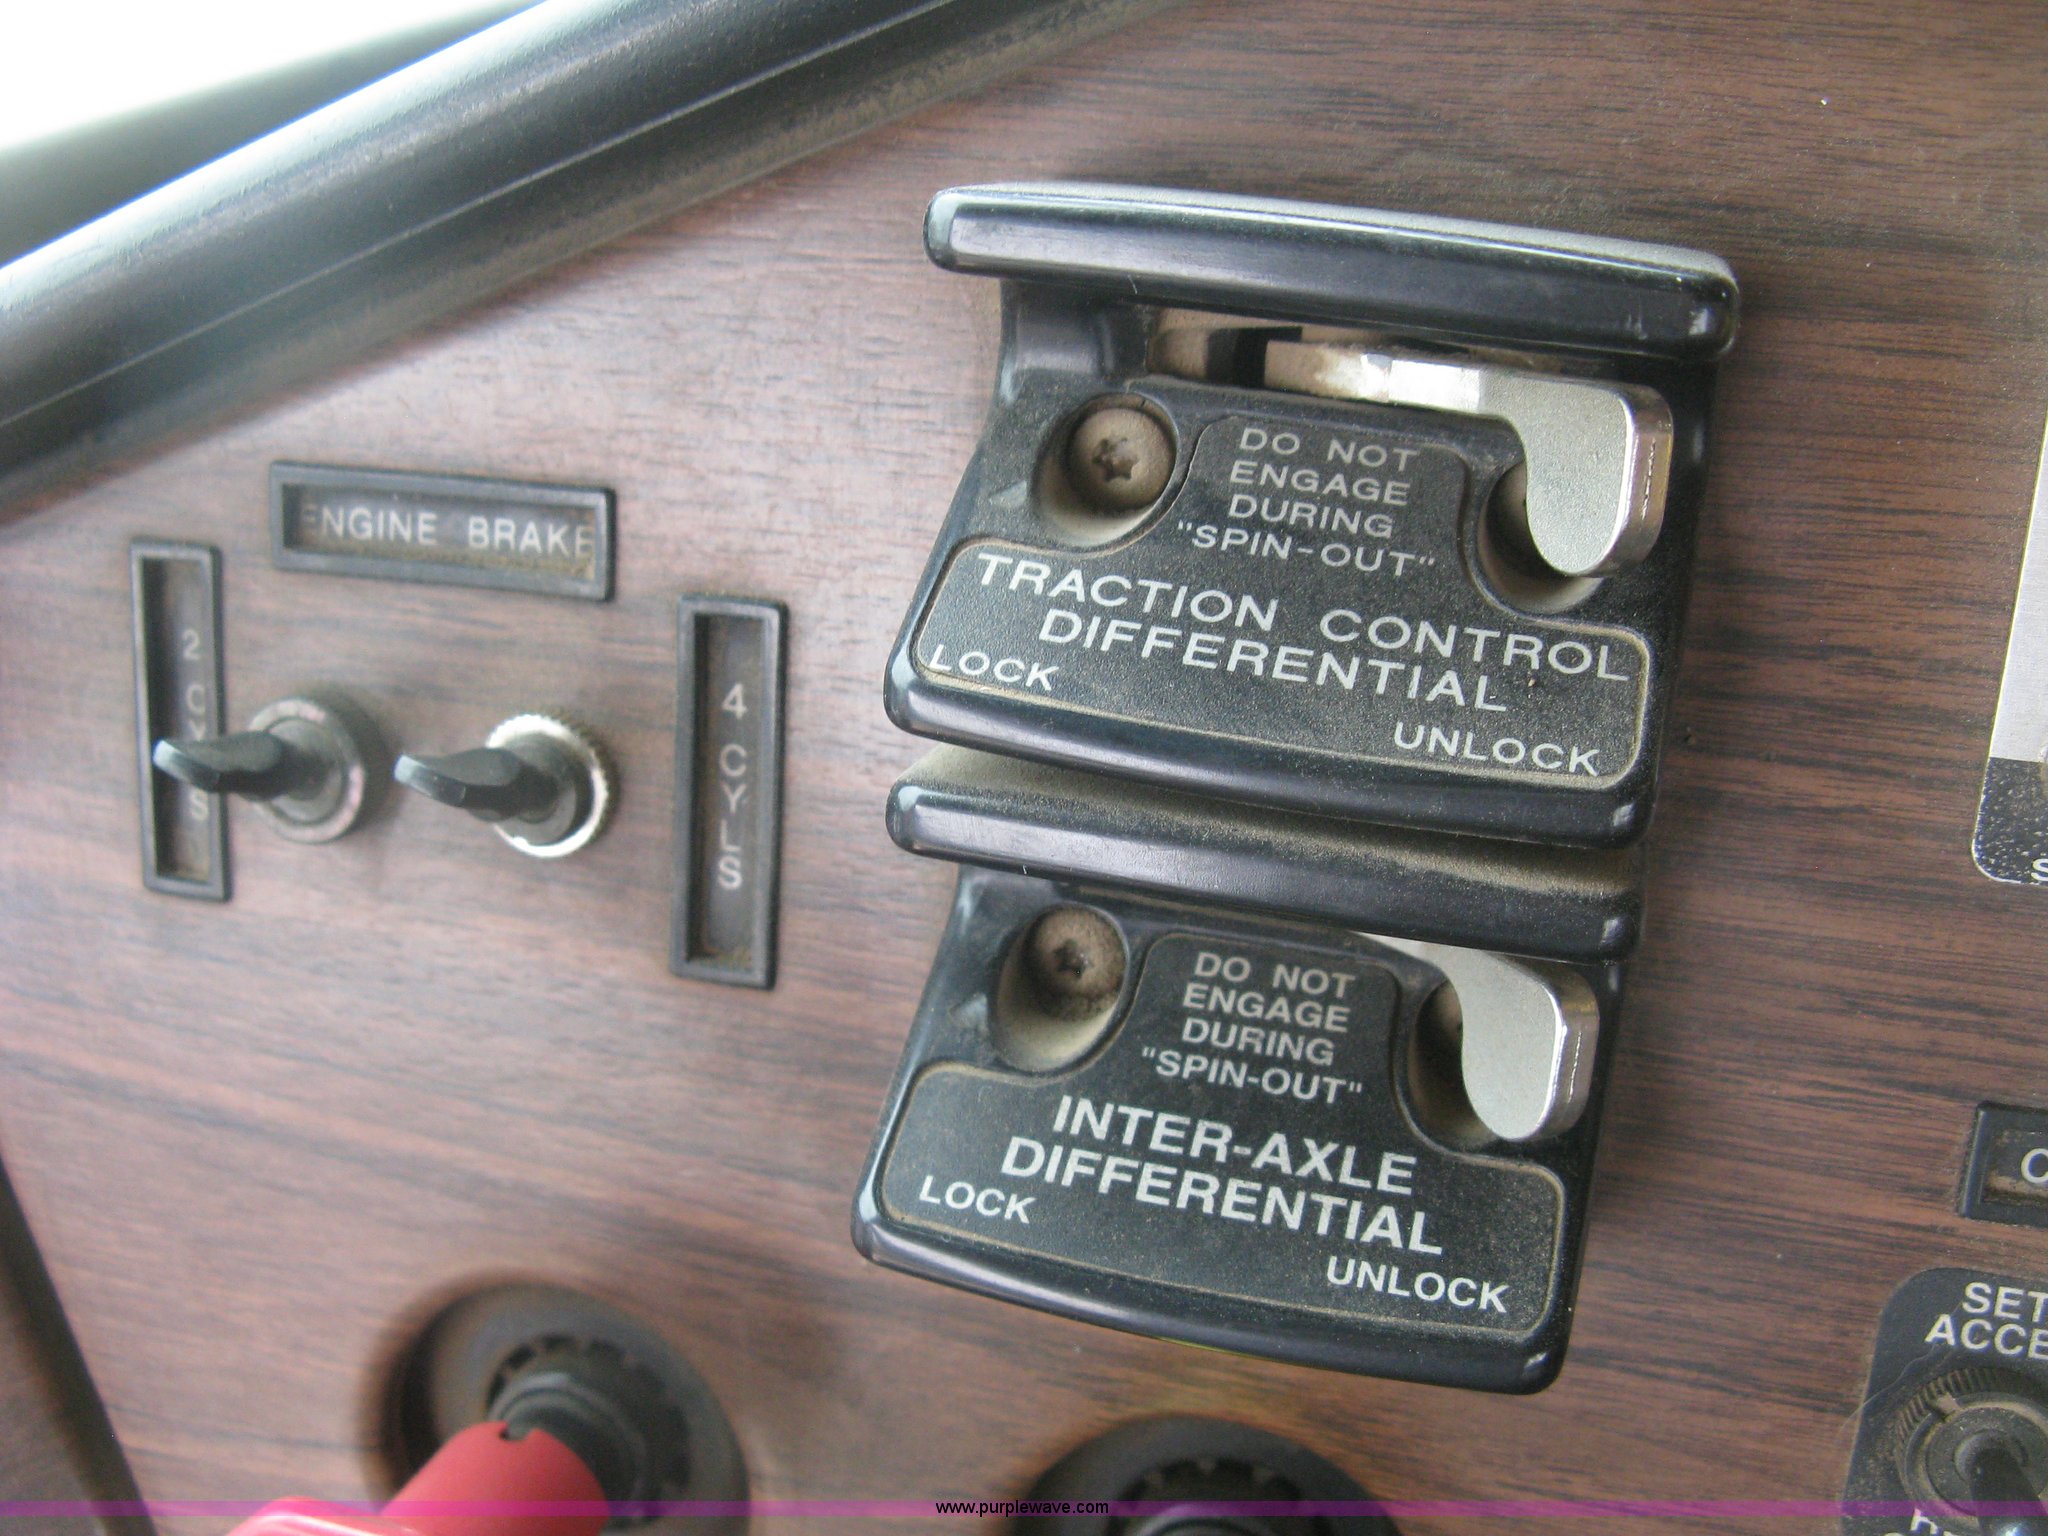 ENGINE BRAKE
2 CYLS
4 CYLS
DO NOT
ENGAGE
DURING
"SPIN-OUT"
TRACTION CONTROL
DIFFERENTIAL
LOCK
UNLOCK
DO NOT
ENGAGE
DURING
"SPIN-OUT"
INTER-AXLE
DIFFERENTIAL
LOCK
UNLOCK
SET
www.purplewave.com